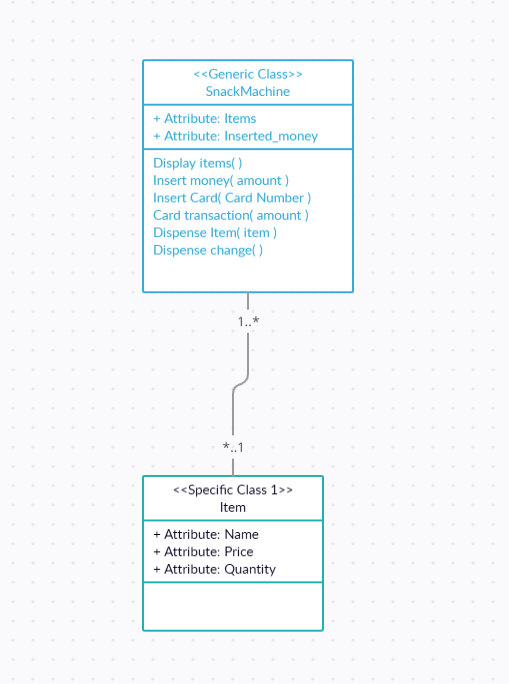 <<Generic Class>>
SnackMachine
+ Attribute: Items
+ Attribute: Inserted_money
Display items( )
Insert money( amount )
Insert Card( Card Number )
Card transaction( amount )
Dispense Item( item )
Dispense change( )
1..*
*..1
<<Specific Class 1>>
Item
+ Attribute: Name
+ Attribute: Price
+ Attribute: Quantity